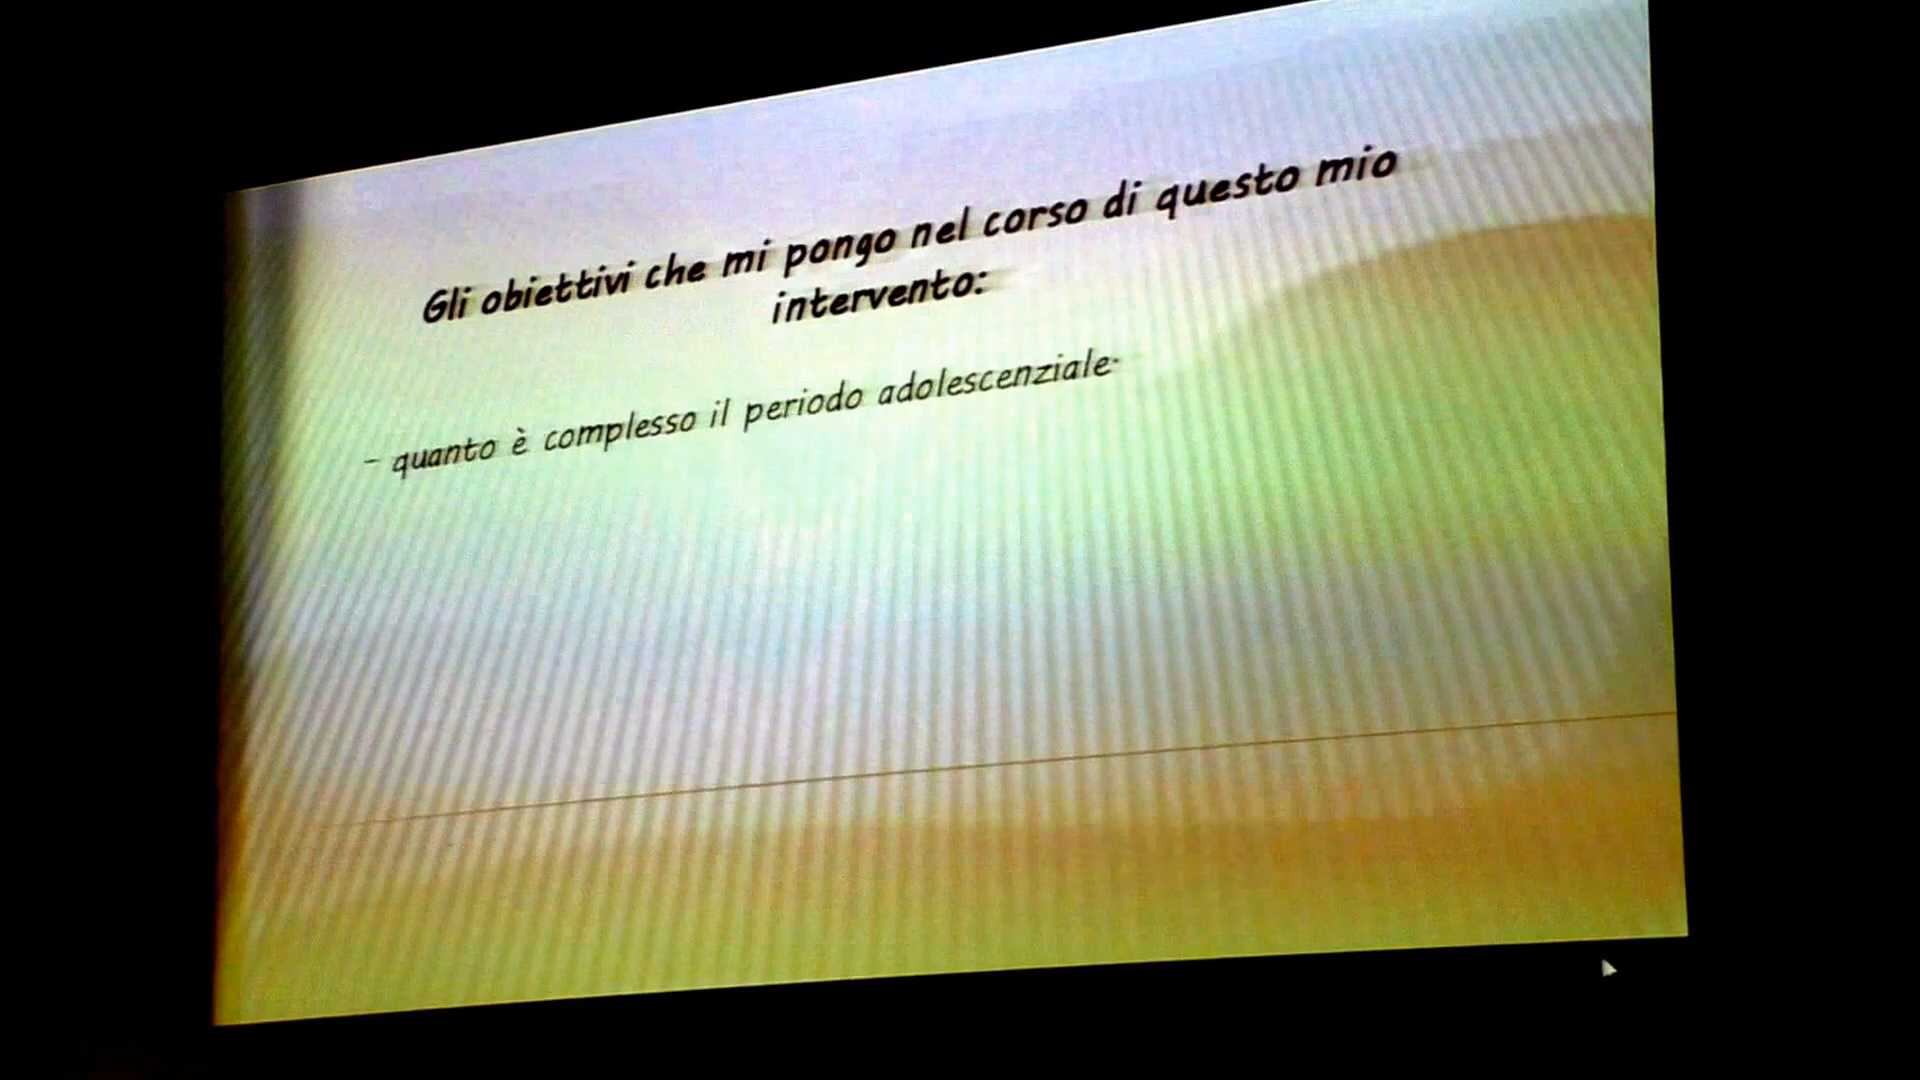 Gli obiettivi che mi pongo nel corso di questo mio
intervento:
- quanto è complesso il periodo adolescenziale.